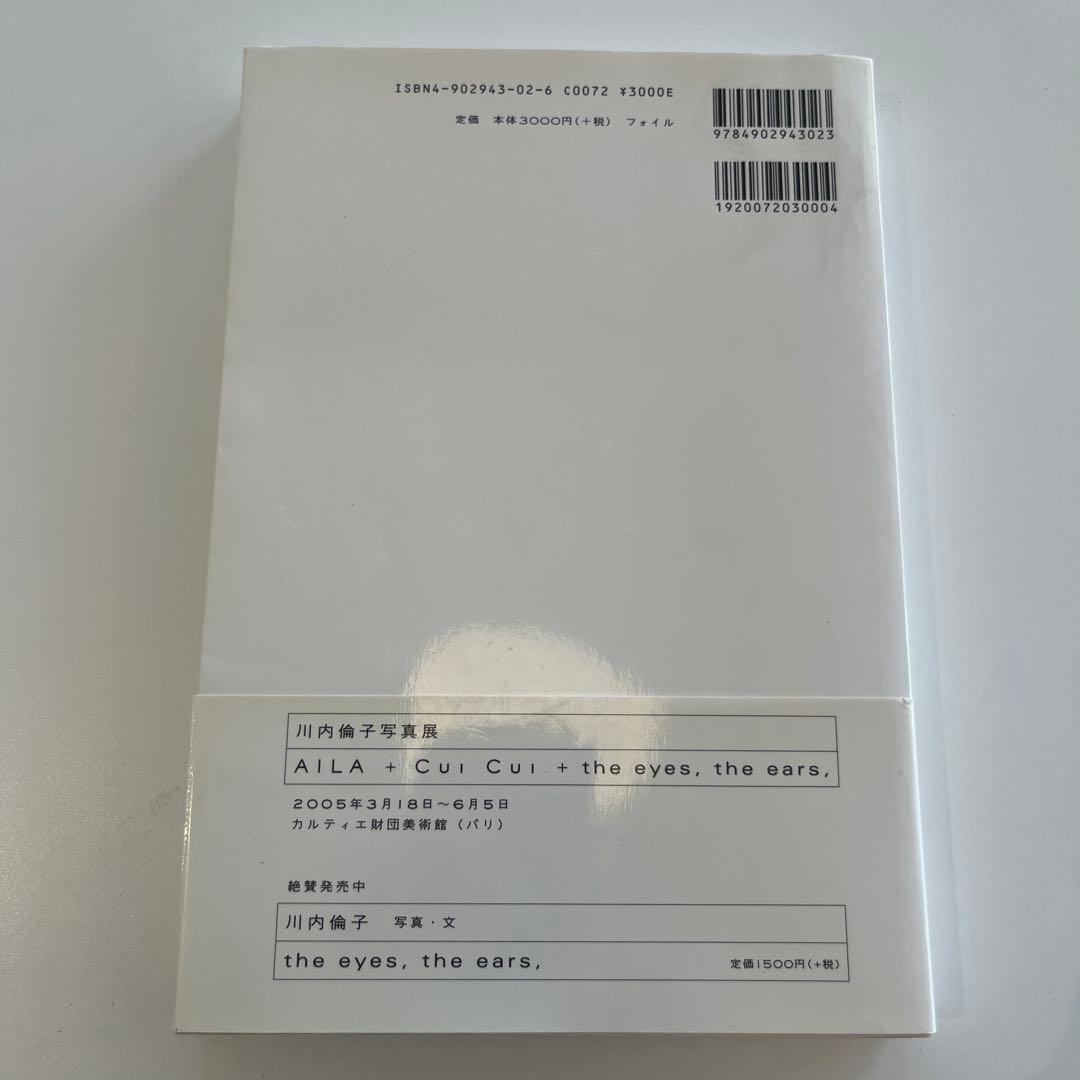 ISBN4-902943-02-6 C0072 ¥3000E
定価 本体3000円(+税) フォイル
9784902943023
1920072030004
川内倫子写真展
AILA + CUI CUI + the eyes, the ears,
2005年3月18日〜6月5日
カルティエ財団美術館(パリ)
絶賛発売中
川内倫子 写真・文
the eyes, the ears,
定価1500円(+税)